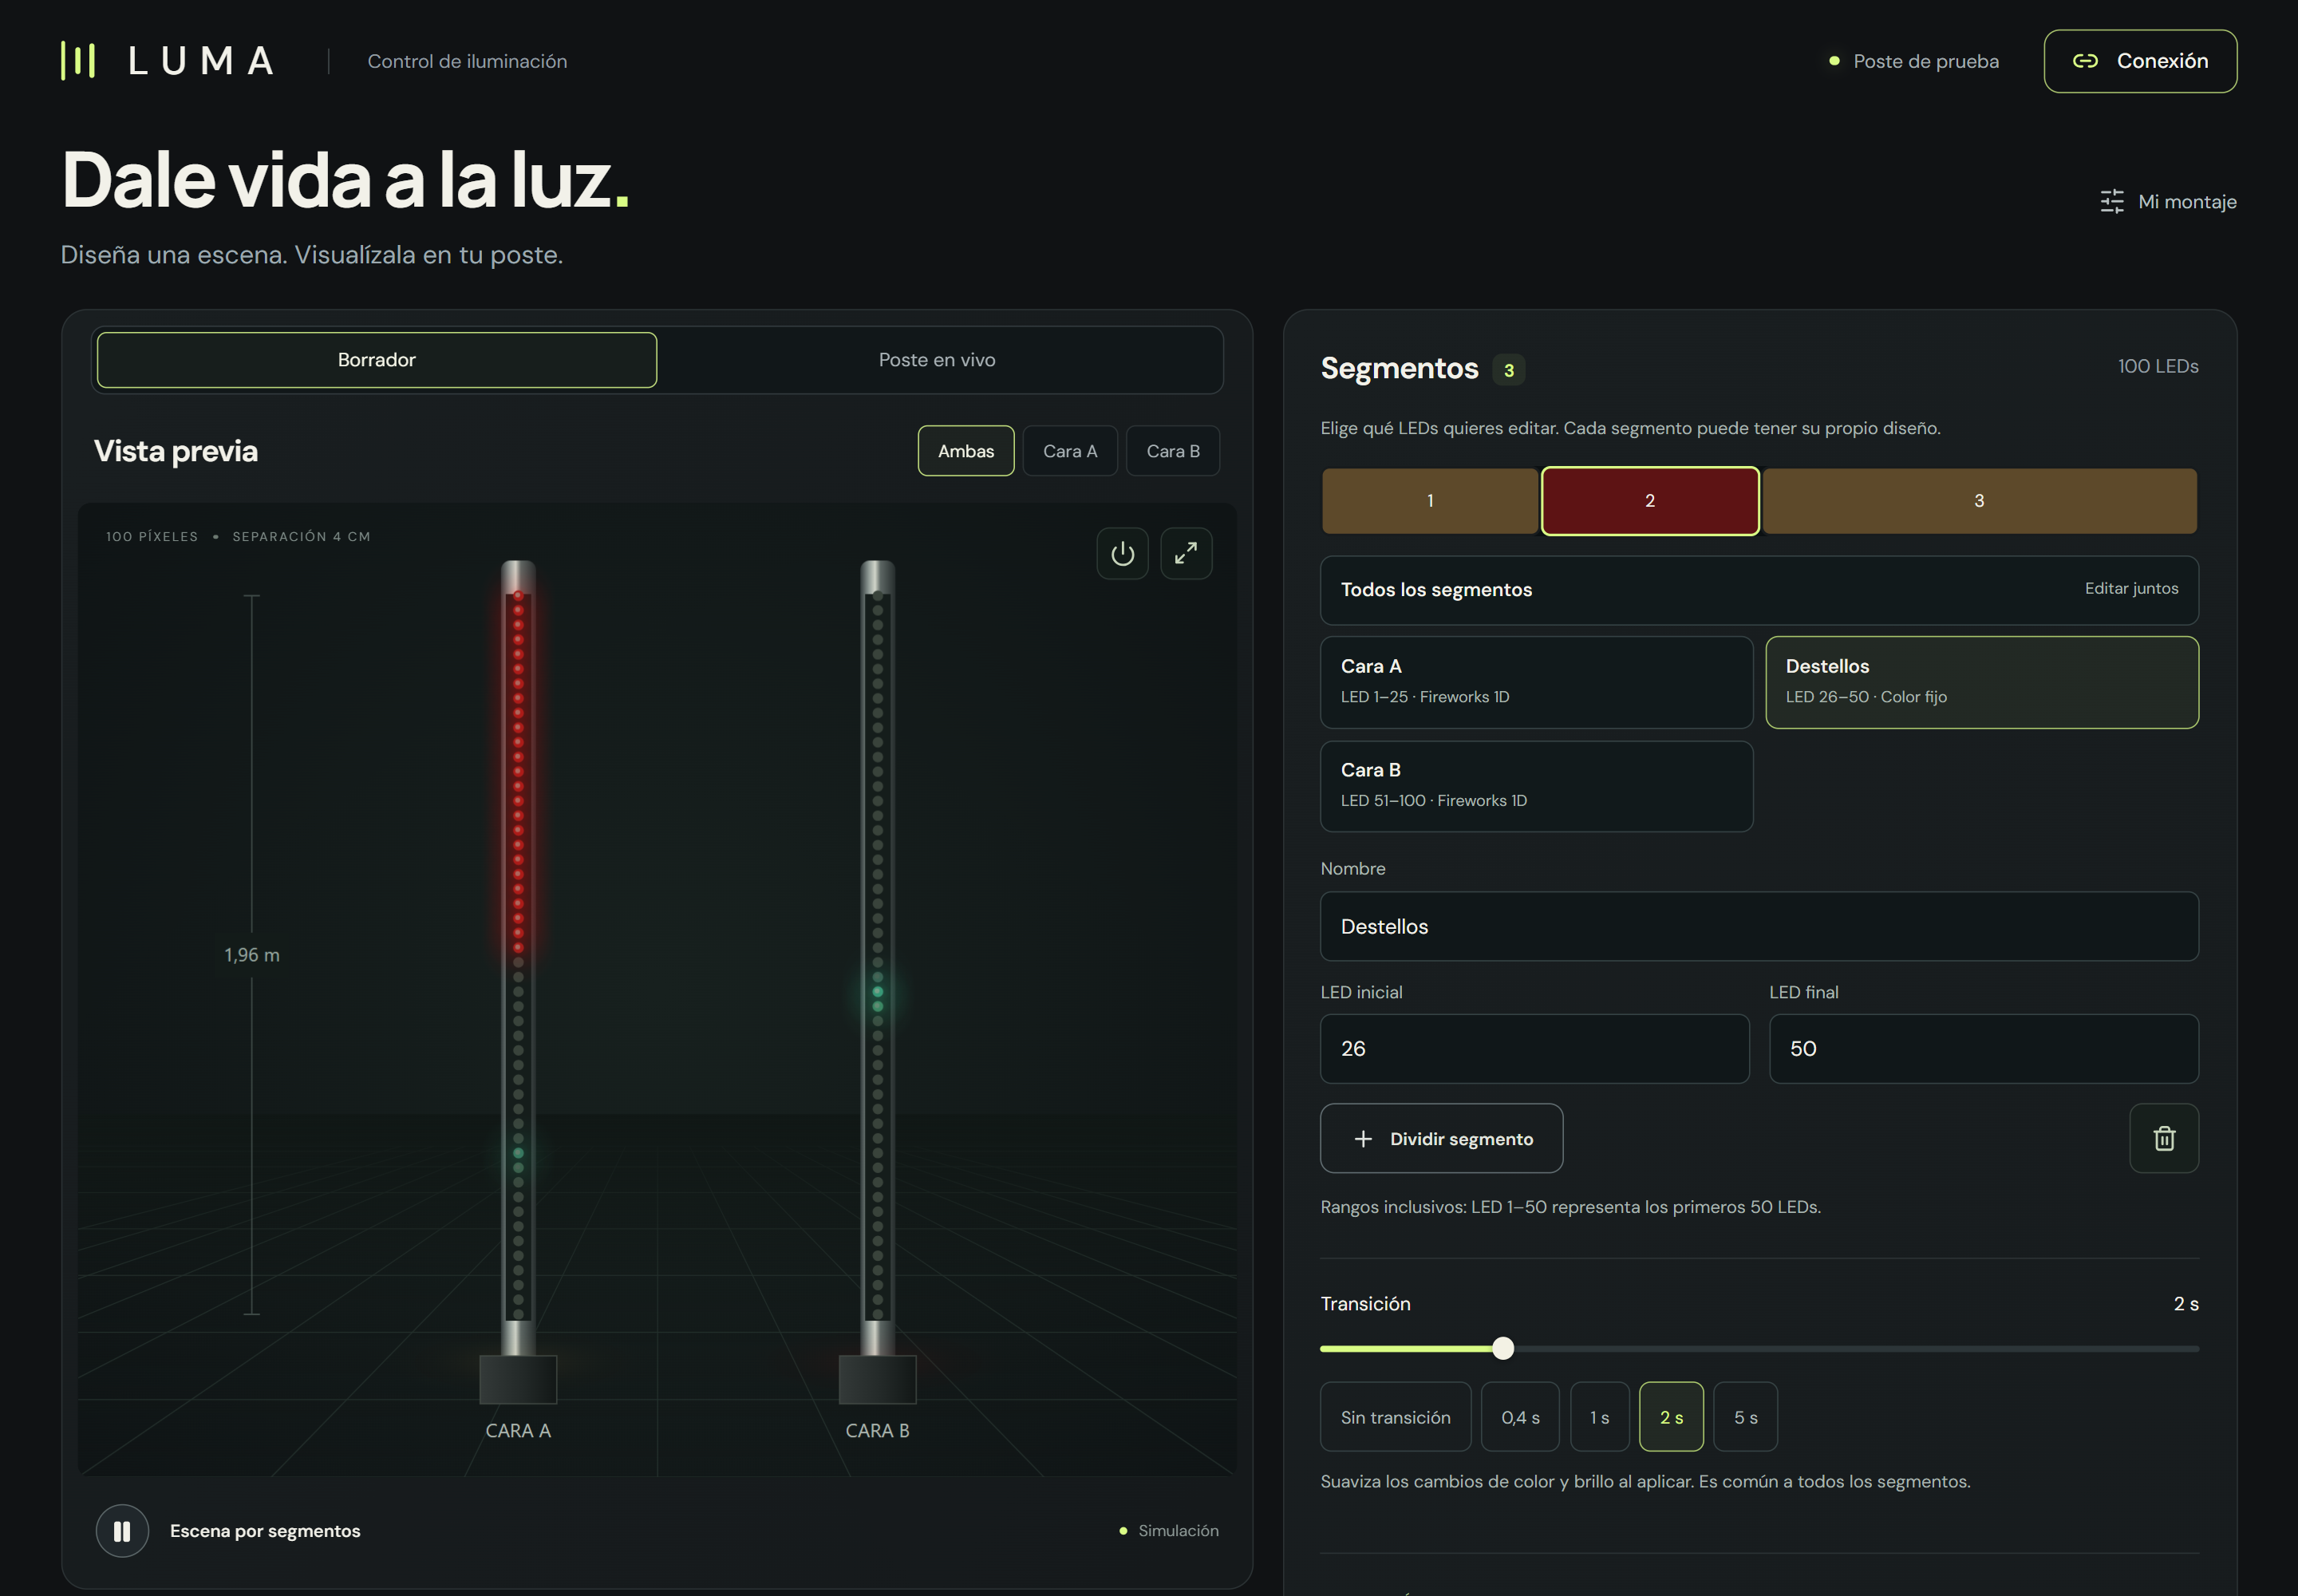 LUMA
Control de iluminación
Poste de prueba
Conexión
Dale vida a la luz.
Mi montaje
Diseña una escena. Visualízala en tu poste.
Borrador
Poste en vivo
Vista previa
Ambas
Cara A
Cara B
100 PÍXELES • SEPARACIÓN 4 CM
1,96 m
CARA A
CARA B
Escena por segmentos
Simulación
Segmentos 3
100 LEDs
Elige qué LEDs quieres editar. Cada segmento puede tener su propio diseño.
1
2
3
Todos los segmentos
Editar juntos
Cara A
LED 1–25 · Fireworks 1D
Destellos
LED 26–50 · Color fijo
Cara B
LED 51–100 · Fireworks 1D
Nombre
Destellos
LED inicial
LED final
26
50
Dividir segmento
Rangos inclusivos: LED 1–50 representa los primeros 50 LEDs.
Transición
2 s
Sin transición
0,4 s
1 s
2 s
5 s
Suaviza los cambios de color y brillo al aplicar. Es común a todos los segmentos.